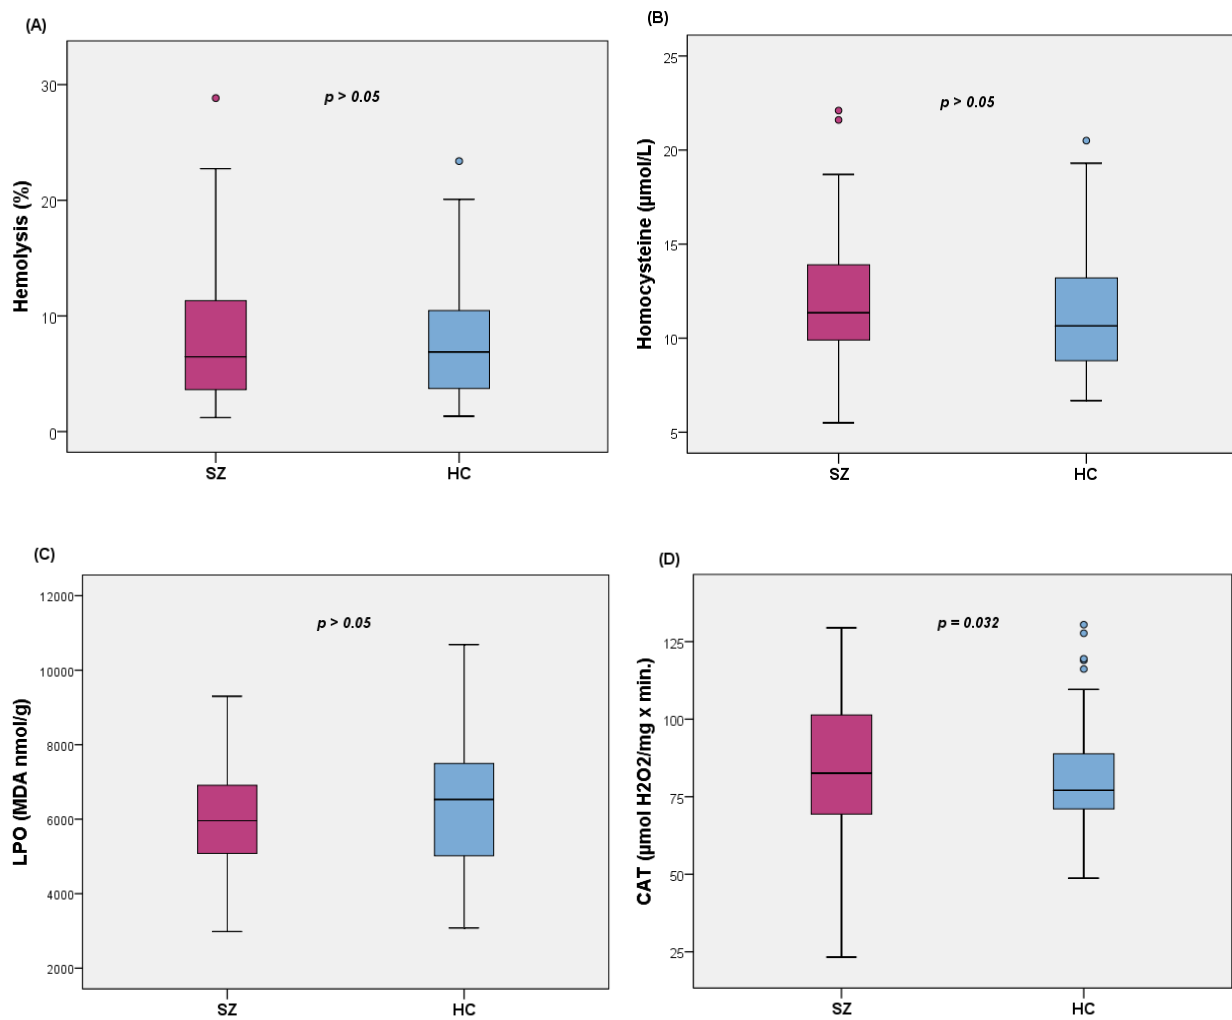 (A)
Hemolysis (%)
30
20
10
0
p > 0.05
SZ
HC
(B)
Homocysteine (µmol/L)
25
20
15
10
5
p > 0.05
SZ
HC
(C)
LPO (MDA nmol/g)
12000
10000
8000
6000
4000
2000
p > 0.05
SZ
HC
(D)
CAT (µmol H2O2/mg x min.)
125
100
75
50
25
p = 0.032
SZ
HC